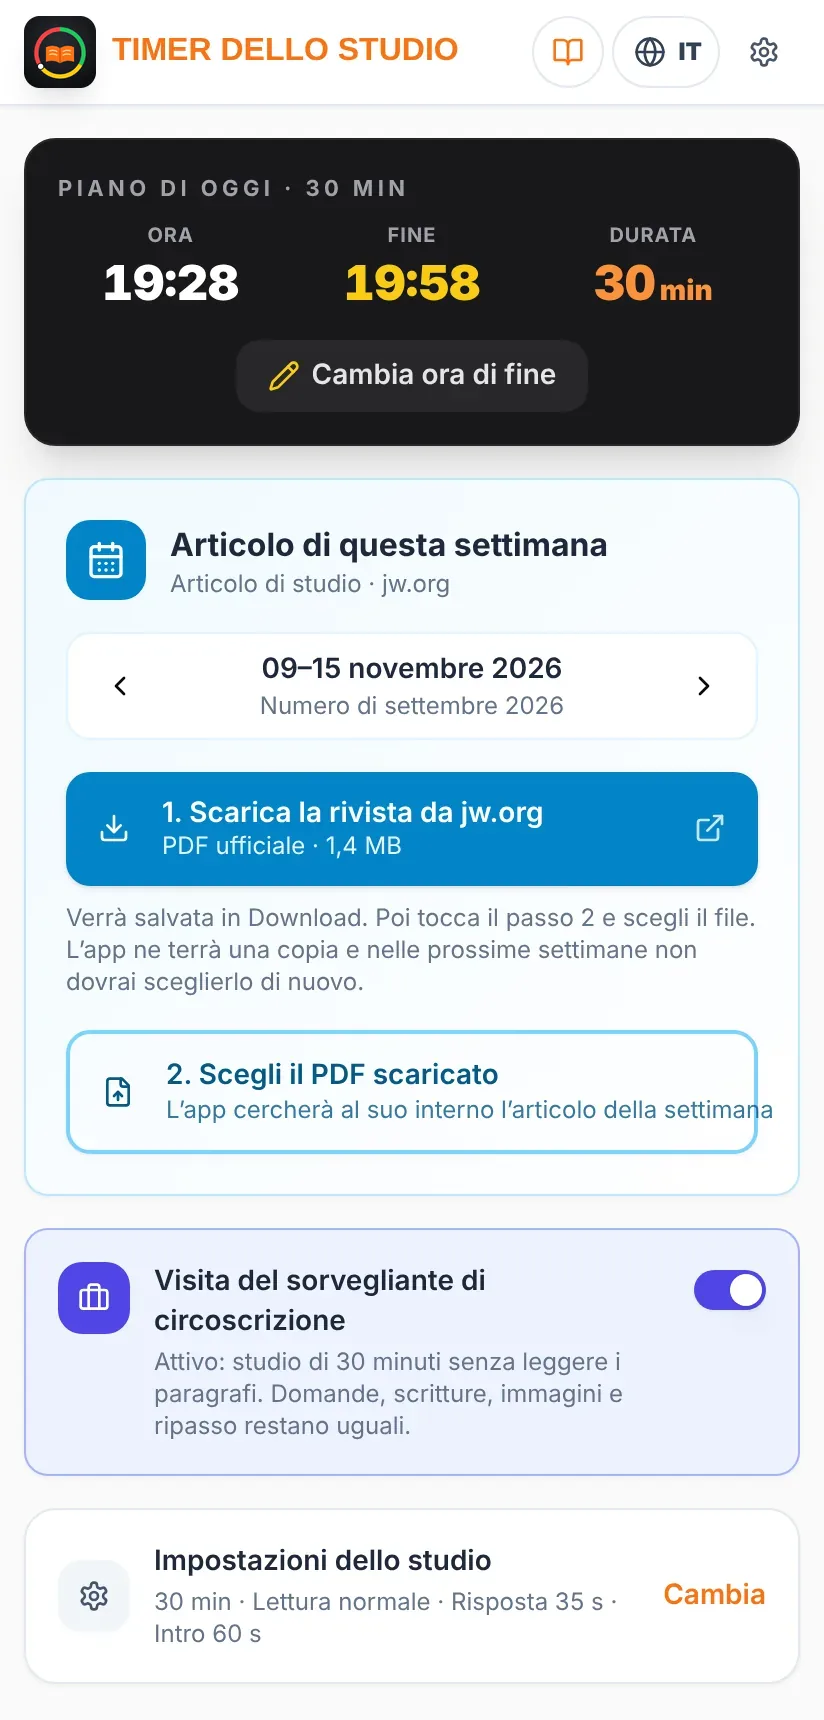 TIMER DELLO STUDIO
IT
PIANO DI OGGI · 30 MIN
ORA FINE DURATA
19:28 19:58 30 min
Cambia ora di fine
Articolo di questa settimana
Articolo di studio · jw.org
09–15 novembre 2026
Numero di settembre 2026
1. Scarica la rivista da jw.org
PDF ufficiale · 1,4 MB
Verrà salvata in Download. Poi tocca il passo 2 e scegli il file.
L’app ne terrà una copia e nelle prossime settimane non
dovrai sceglierlo di nuovo.
2. Scegli il PDF scaricato
L’app cercherà al suo interno l’articolo della settimana
Visita del sorvegliante di
circoscrizione
Attivo: studio di 30 minuti senza leggere i
paragrafi. Domande, scritture, immagini e
ripasso restano uguali.
Impostazioni dello studio
30 min · Lettura normale · Risposta 35 s ·
Intro 60 s
Cambia